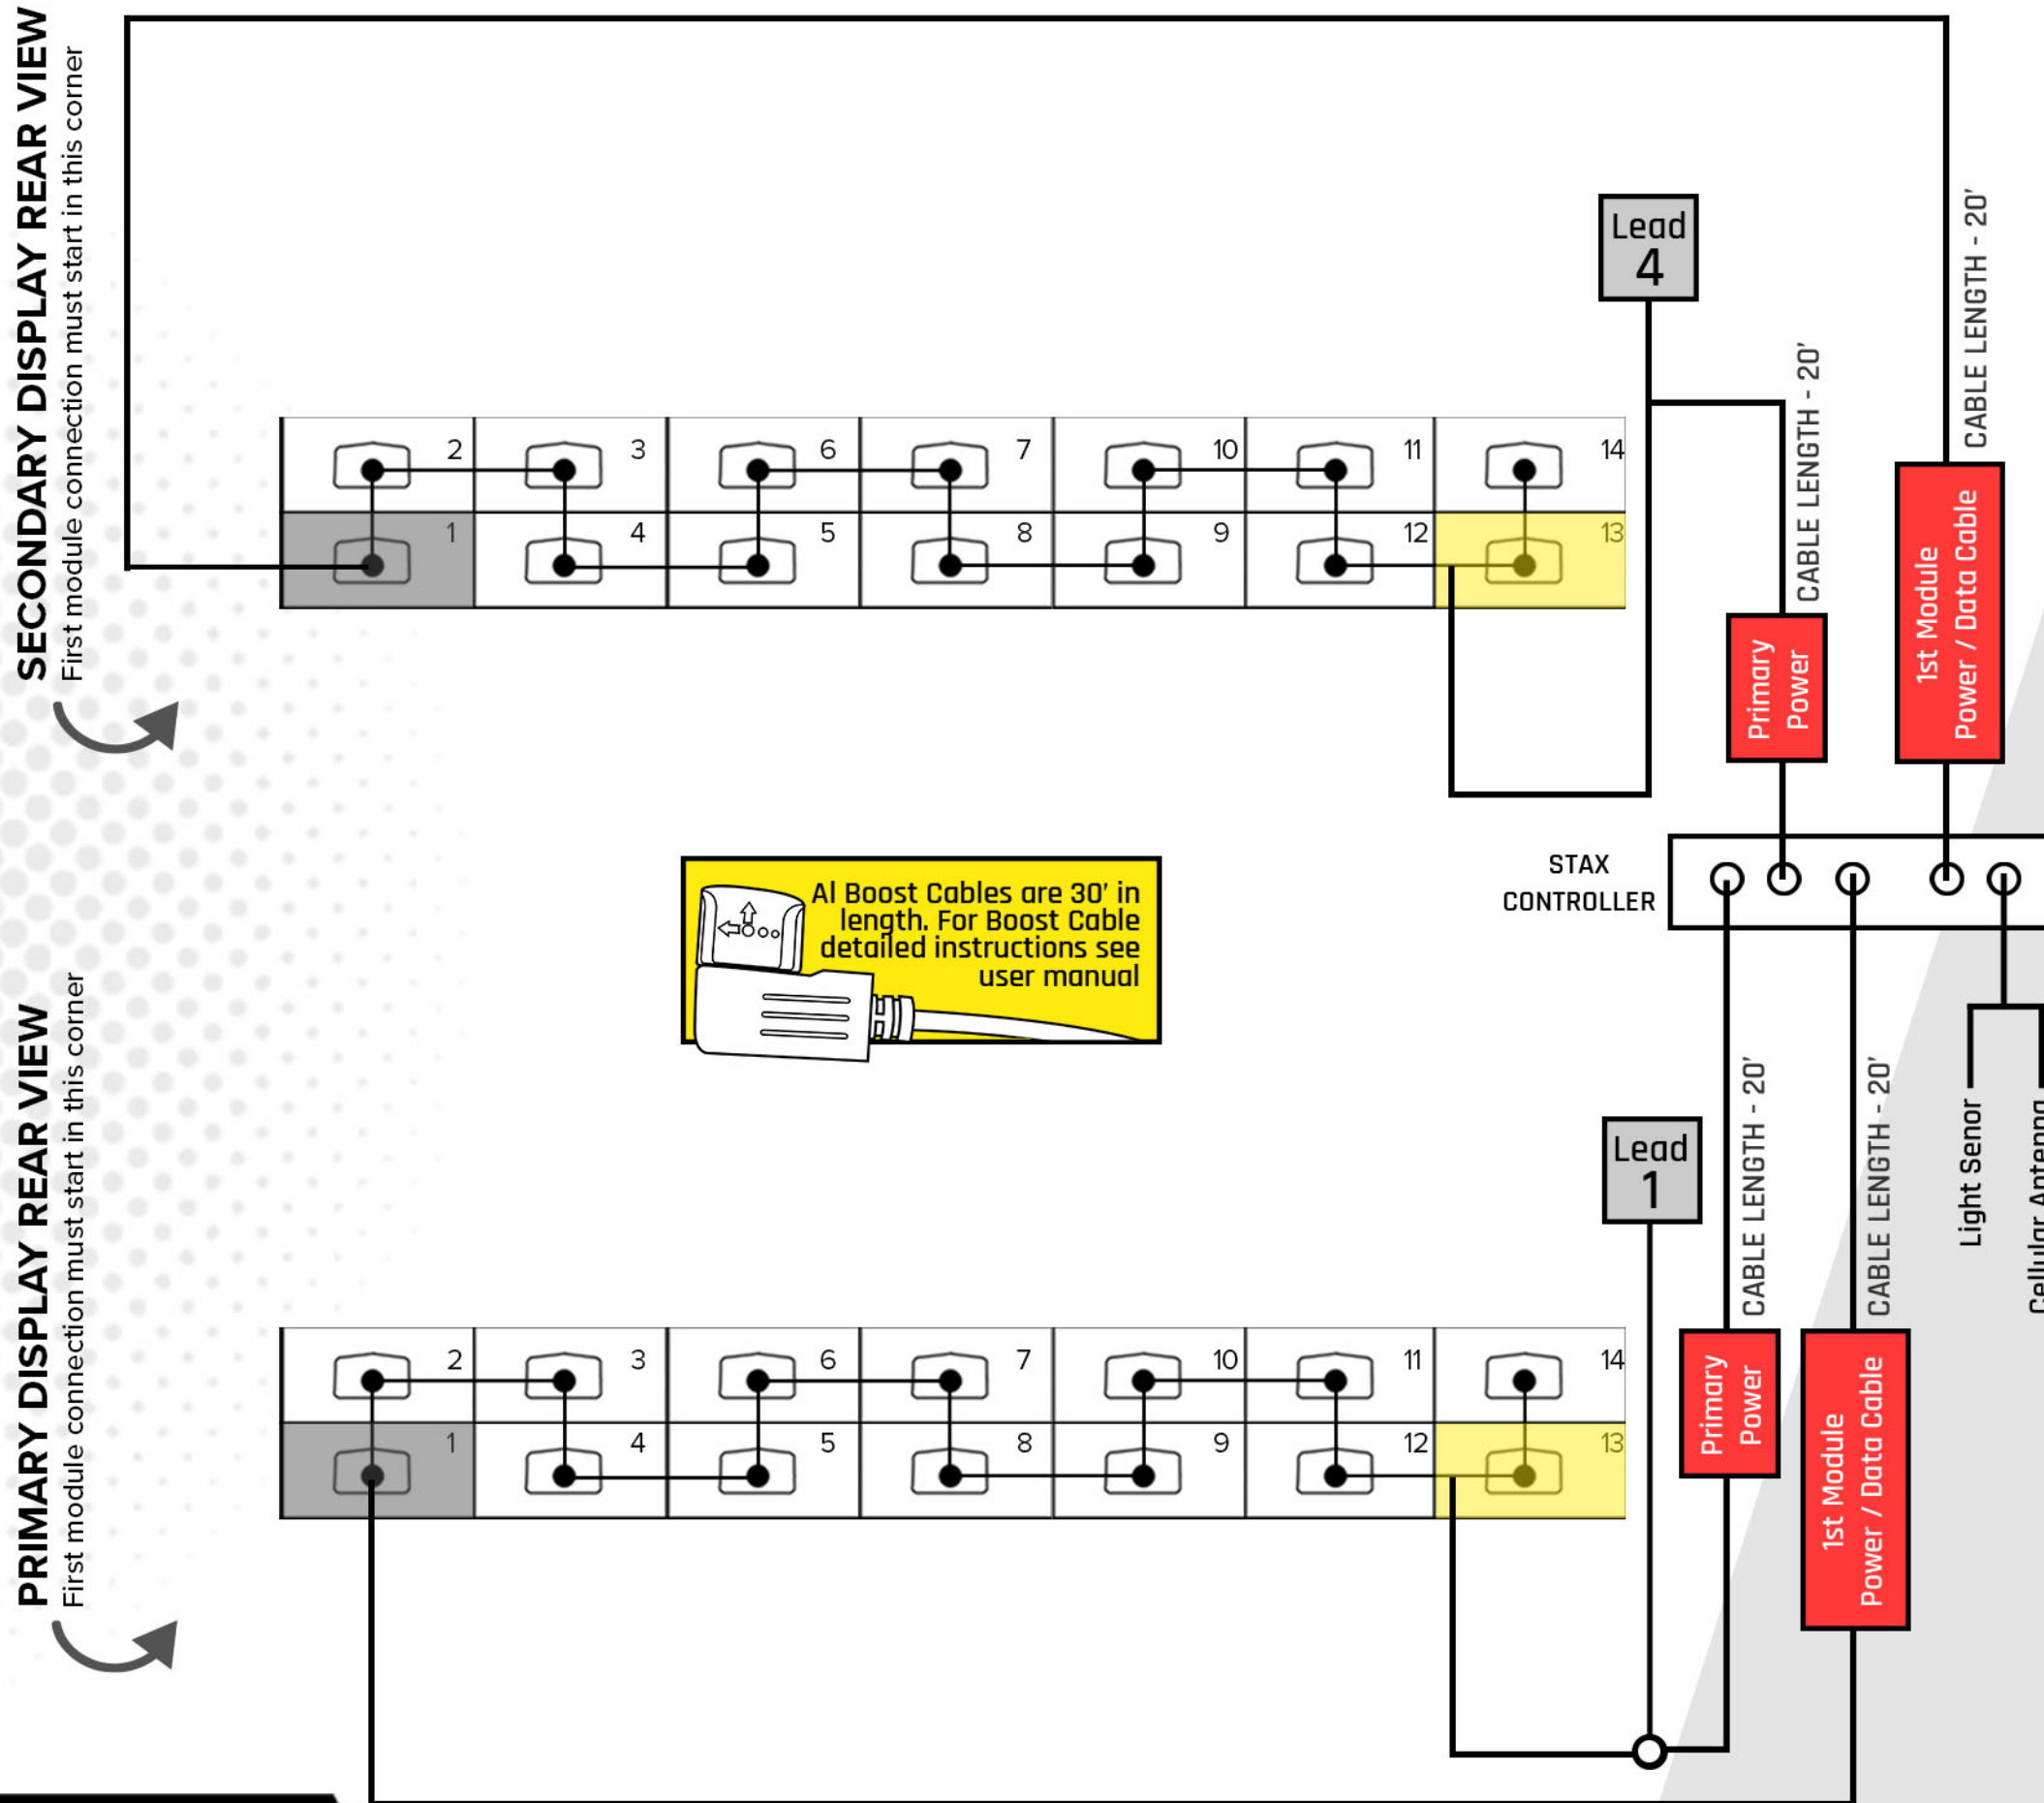 SECONDARY DISPLAY REAR VIEW
First module connection must start in this corner
Lead
4
CABLE LENGTH - 20'
CABLE LENGTH - 20'
2
3
6
7
10
11
14
1
4
5
8
9
12
13
Primary
Power
1st Module
Power / Data Cable
STAX
CONTROLLER
Al Boost Cables are 30' in
length. For Boost Cable
detailed instructions see
user manual
PRIMARY DISPLAY REAR VIEW
First module connection must start in this corner
Lead
1
CABLE LENGTH - 20'
CABLE LENGTH - 20'
Light Senor
Cellular Antenna
2
3
6
7
10
11
14
1
4
5
8
9
12
13
Primary
Power
1st Module
Power / Data Cable